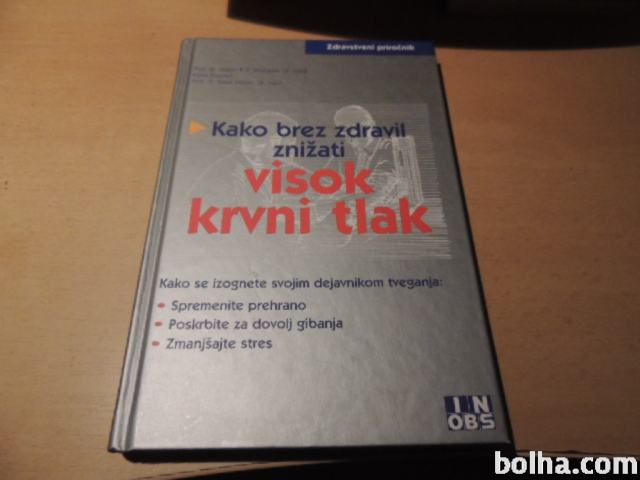 Zdravstveni priročnik
Kako brez zdravil
znižati
visok
krvni tlak
Kako se izognete svojim dejavnikom tveganja:
• Spremenite prehrano
• Poskrbite za dovolj gibanja
• Zmanjšajte stres
IN
OBS
bolha.com